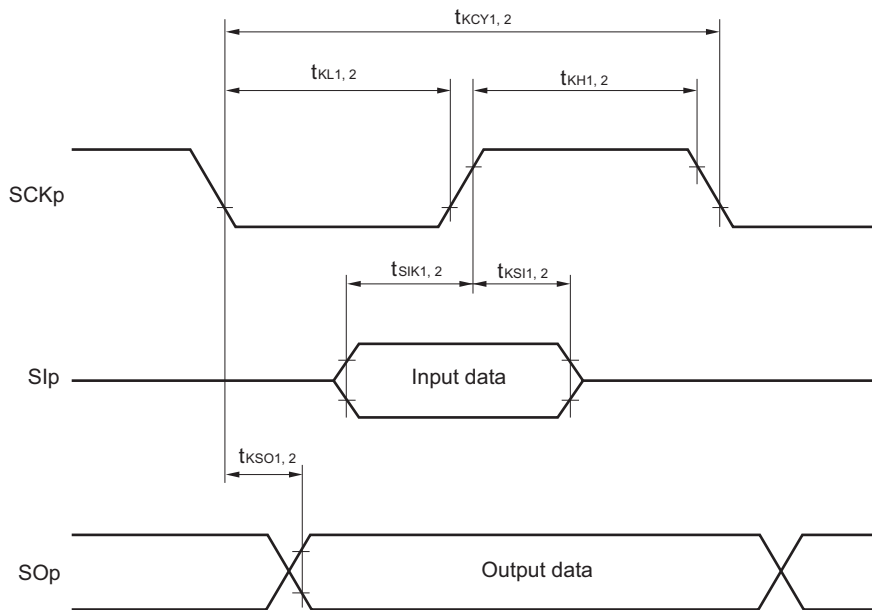 tKCY1, 2
tKL1, 2
tKH1, 2
SCKp
tSIK1, 2
tKSI1, 2
SIp
Input data
tKSO1, 2
SOp
Output data